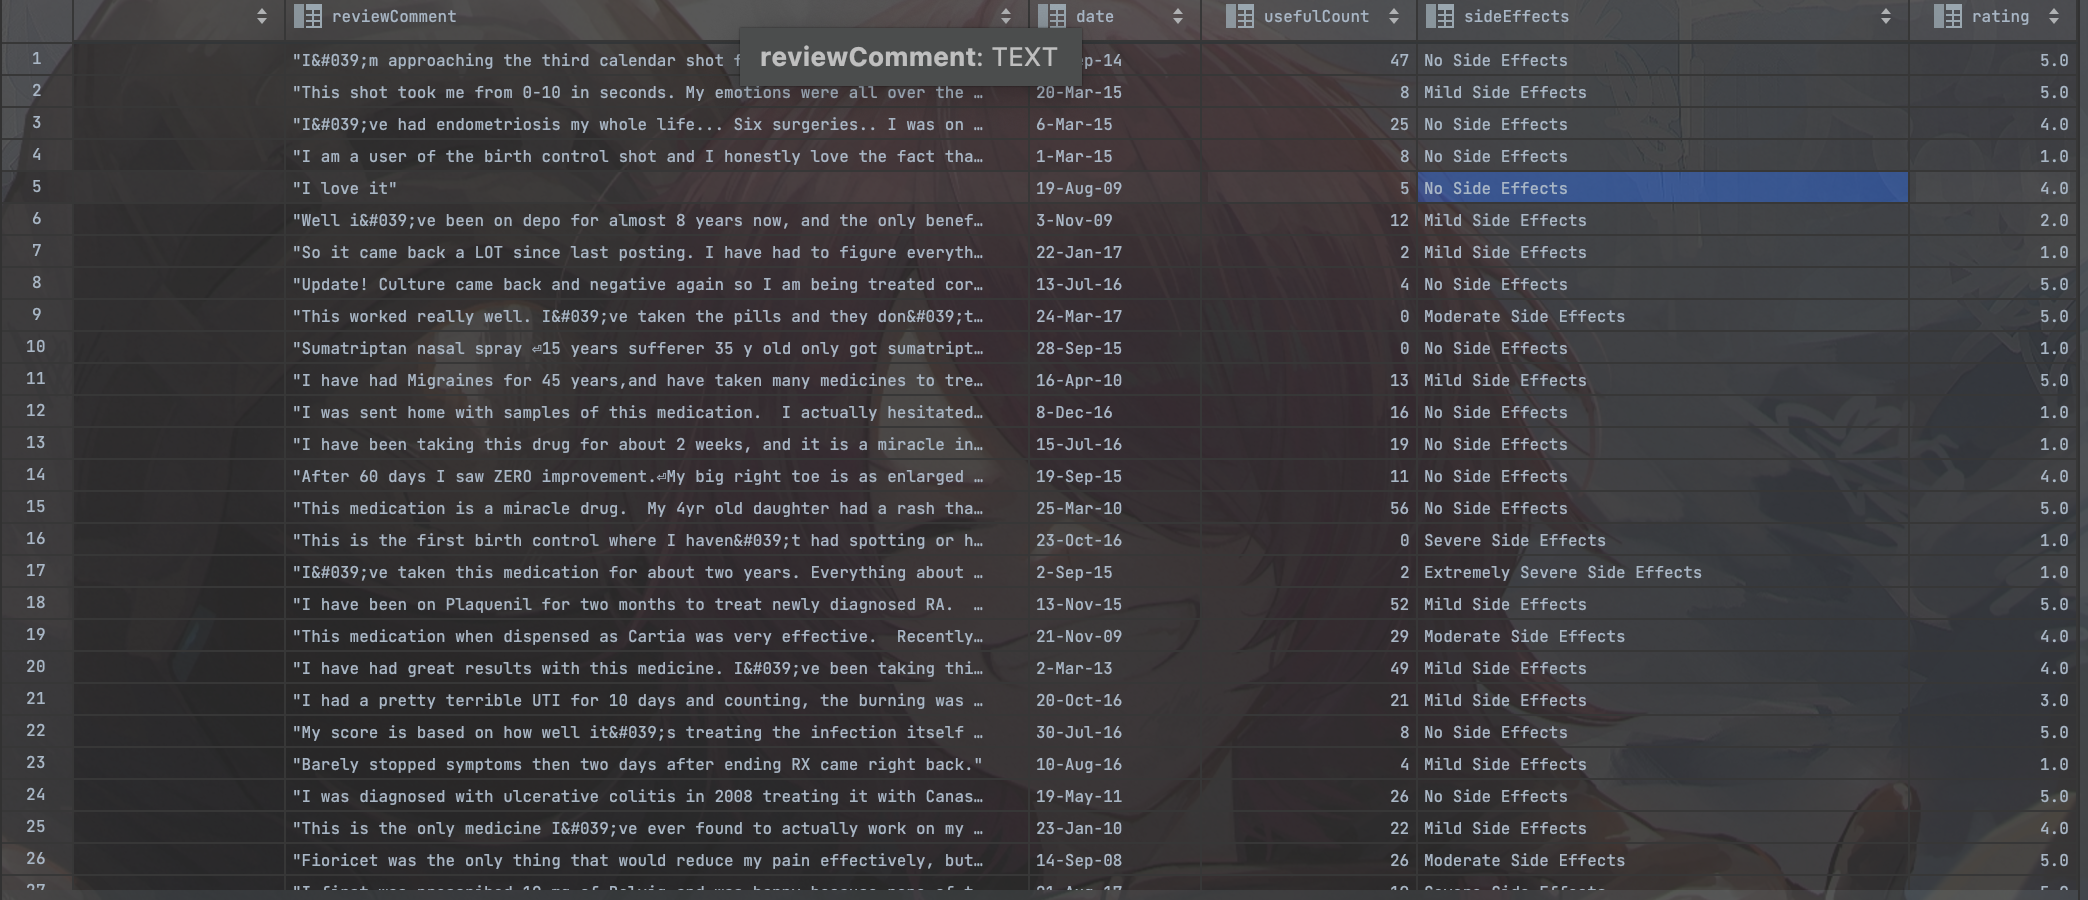 reviewComment date usefulCount sideEffects rating
reviewComment: TEXT
1 "I&#039;m approaching the third calendar shot p-14 47 No Side Effects 5.0
2 "This shot took me from 0-10 in seconds. My emotions were all over the … 20-Mar-15 8 Mild Side Effects 5.0
3 "I&#039;ve had endometriosis my whole life... Six surgeries.. I was on … 6-Mar-15 25 No Side Effects 4.0
4 "I am a user of the birth control shot and I honestly love the fact tha… 1-Mar-15 8 No Side Effects 1.0
5 "I love it" 19-Aug-09 5 No Side Effects 4.0
6 "Well i&#039;ve been on depo for almost 8 years now, and the only benef… 3-Nov-09 12 Mild Side Effects 2.0
7 "So it came back a LOT since last posting. I have had to figure everyth… 22-Jan-17 2 Mild Side Effects 1.0
8 "Update! Culture came back and negative again so I am being treated cor… 13-Jul-16 4 No Side Effects 5.0
9 "This worked really well. I&#039;ve taken the pills and they don&#039;t… 24-Mar-17 0 Moderate Side Effects 5.0
10 "Sumatriptan nasal spray ⏎15 years sufferer 35 y old only got sumatript… 28-Sep-15 0 No Side Effects 1.0
11 "I have had Migraines for 45 years,and have taken many medicines to tre… 16-Apr-10 13 Mild Side Effects 5.0
12 "I was sent home with samples of this medication.  I actually hesitated… 8-Dec-16 16 No Side Effects 1.0
13 "I have been taking this drug for about 2 weeks, and it is a miracle in… 15-Jul-16 19 No Side Effects 1.0
14 "After 60 days I saw ZERO improvement.⏎My big right toe is as enlarged … 19-Sep-15 11 No Side Effects 4.0
15 "This medication is a miracle drug.  My 4yr old daughter had a rash tha… 25-Mar-10 56 No Side Effects 5.0
16 "This is the first birth control where I haven&#039;t had spotting or h… 23-Oct-16 0 Severe Side Effects 1.0
17 "I&#039;ve taken this medication for about two years. Everything about … 2-Sep-15 2 Extremely Severe Side Effects 1.0
18 "I have been on Plaquenil for two months to treat newly diagnosed RA.  … 13-Nov-15 52 Mild Side Effects 5.0
19 "This medication when dispensed as Cartia was very effective.  Recently… 21-Nov-09 29 Moderate Side Effects 4.0
20 "I have had great results with this medicine. I&#039;ve been taking thi… 2-Mar-13 49 Mild Side Effects 4.0
21 "I had a pretty terrible UTI for 10 days and counting, the burning was … 20-Oct-16 21 Mild Side Effects 3.0
22 "My score is based on how well it&#039;s treating the infection itself … 30-Jul-16 8 No Side Effects 5.0
23 "Barely stopped symptoms then two days after ending RX came right back." 10-Aug-16 4 Mild Side Effects 1.0
24 "I was diagnosed with ulcerative colitis in 2008 treating it with Canas… 19-May-11 26 No Side Effects 5.0
25 "This is the only medicine I&#039;ve ever found to actually work on my … 23-Jan-10 22 Mild Side Effects 4.0
26 "Fioricet was the only thing that would reduce my pain effectively, but… 14-Sep-08 26 Moderate Side Effects 5.0